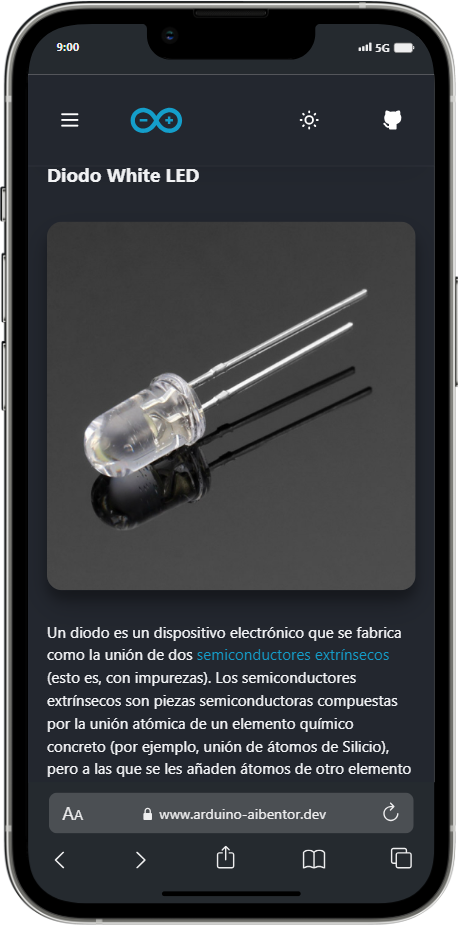 9:00
5G
Diodo White LED
Un diodo es un dispositivo electrónico que se fabrica
como la unión de dos semiconductores extrínsecos
(esto es, con impurezas). Los semiconductores
extrínsecos son piezas semiconductoras compuestas
por la unión atómica de un elemento químico
concreto (por ejemplo, unión de átomos de Silicio),
pero a las que se les añaden átomos de otro elemento
AA
www.arduino-aibentor.dev